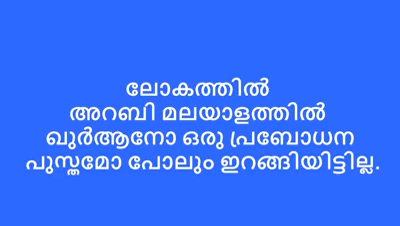 ലോകത്തിൽ
അറബി മലയാളത്തിൽ
ഖുർആനോ ഒരു പ്രബോധന
പുസ്തമോ പോലും ഇറങ്ങിയിട്ടില്ല.